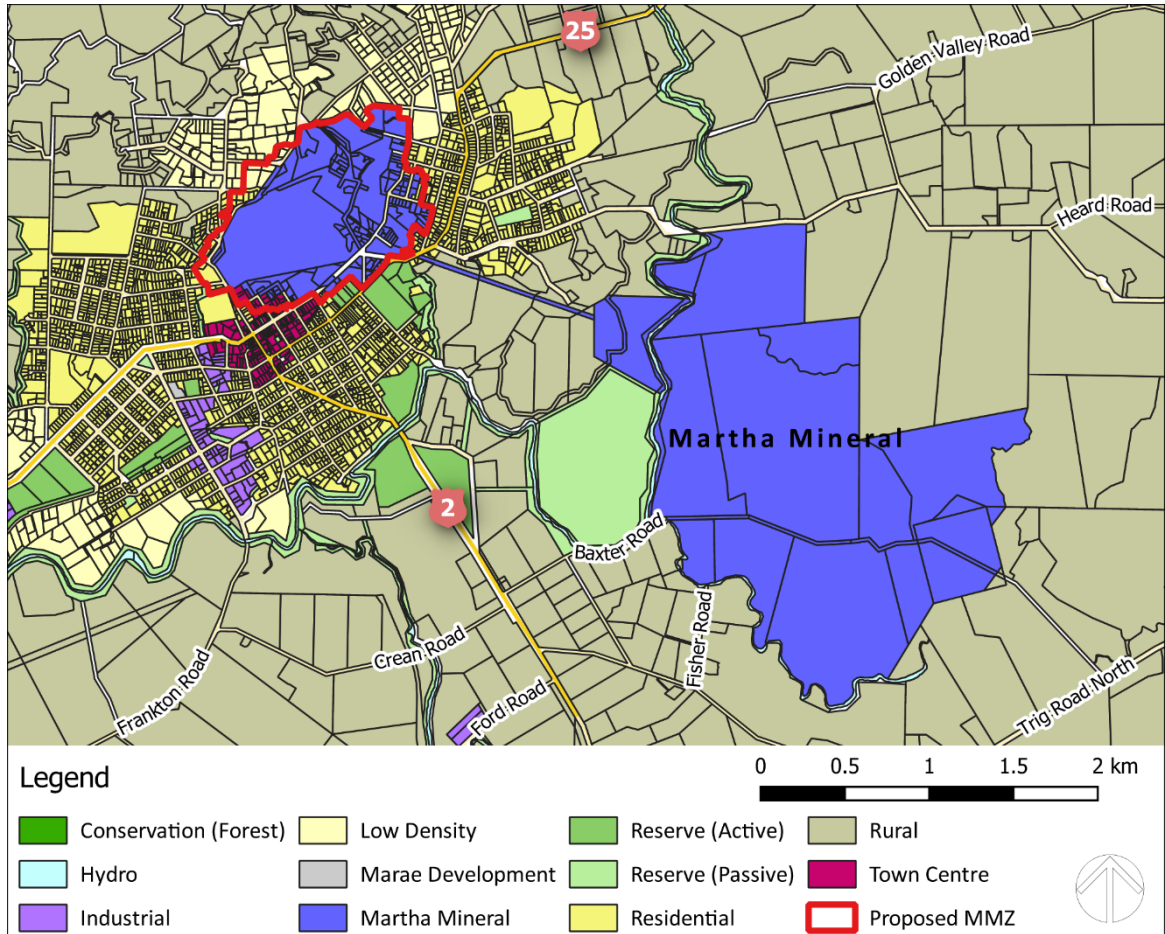 25
Golden Valley Road
Heard Road
Martha Mineral
2
Baxter Road
Crean Road
Fisher Road
Frankton Road
Ford Road
Trig Road North
Legend
0 0.5 1 1.5 2 km
Conservation (Forest)
Low Density
Reserve (Active)
Rural
Hydro
Marae Development
Reserve (Passive)
Town Centre
Industrial
Martha Mineral
Residential
Proposed MMZ